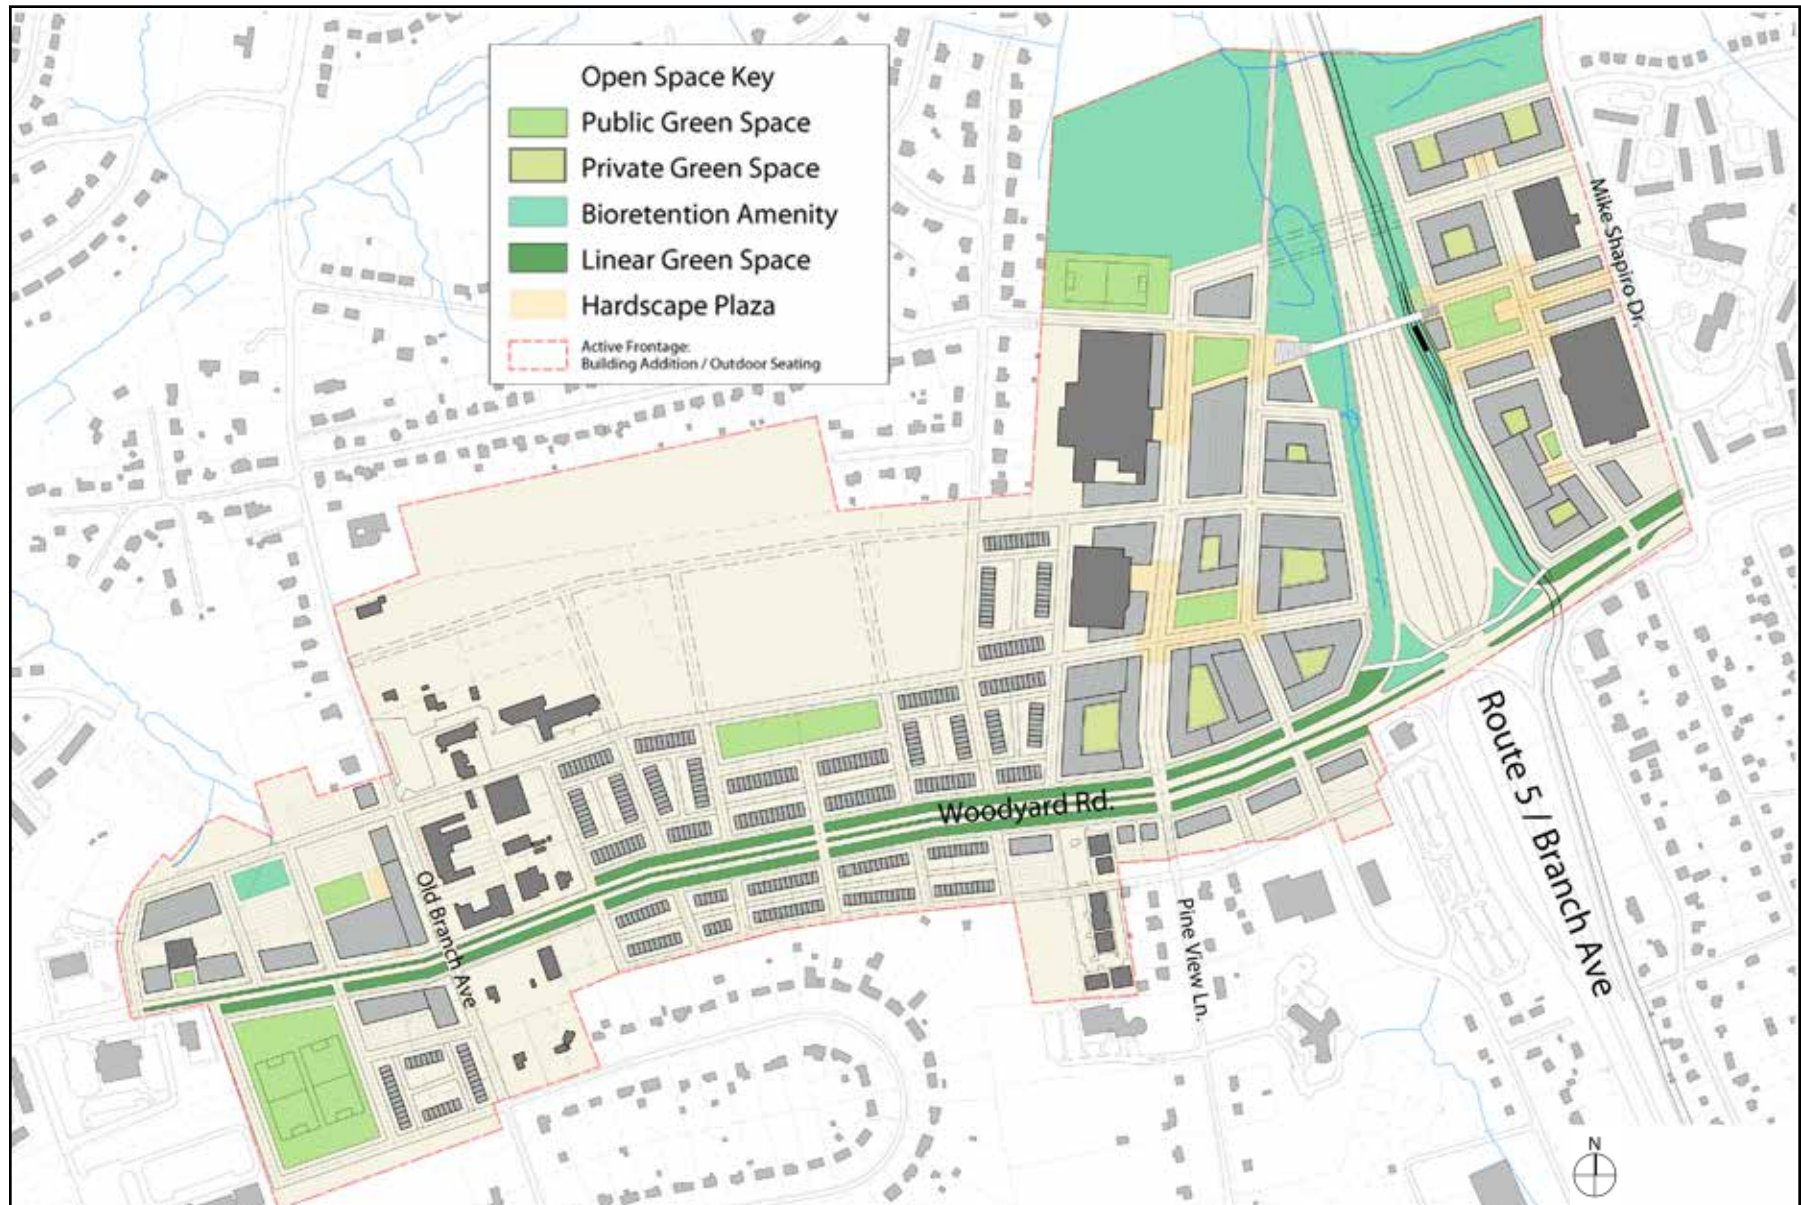 Open Space Key
Public Green Space
Private Green Space
Bioretention Amenity
Linear Green Space
Hardscape Plaza
Active Frontage:
Building Addition / Outdoor Seating
Mike Shapiro Dr.
Woodyard Rd.
Route 5 / Branch Ave
Old Branch Ave
Pine View Ln.
N